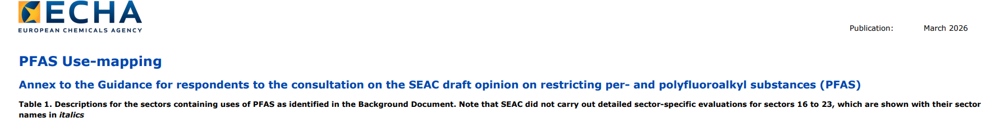 ECHA
EUROPEAN CHEMICALS AGENCY
Publication: March 2026
PFAS Use-mapping
Annex to the Guidance for respondents to the consultation on the SEAC draft opinion on restricting per- and polyfluoroalkyl substances (PFAS)
Table 1. Descriptions for the sectors containing uses of PFAS as identified in the Background Document. Note that SEAC did not carry out detailed sector-specific evaluations for sectors 16 to 23, which are shown with their sector
names in italics